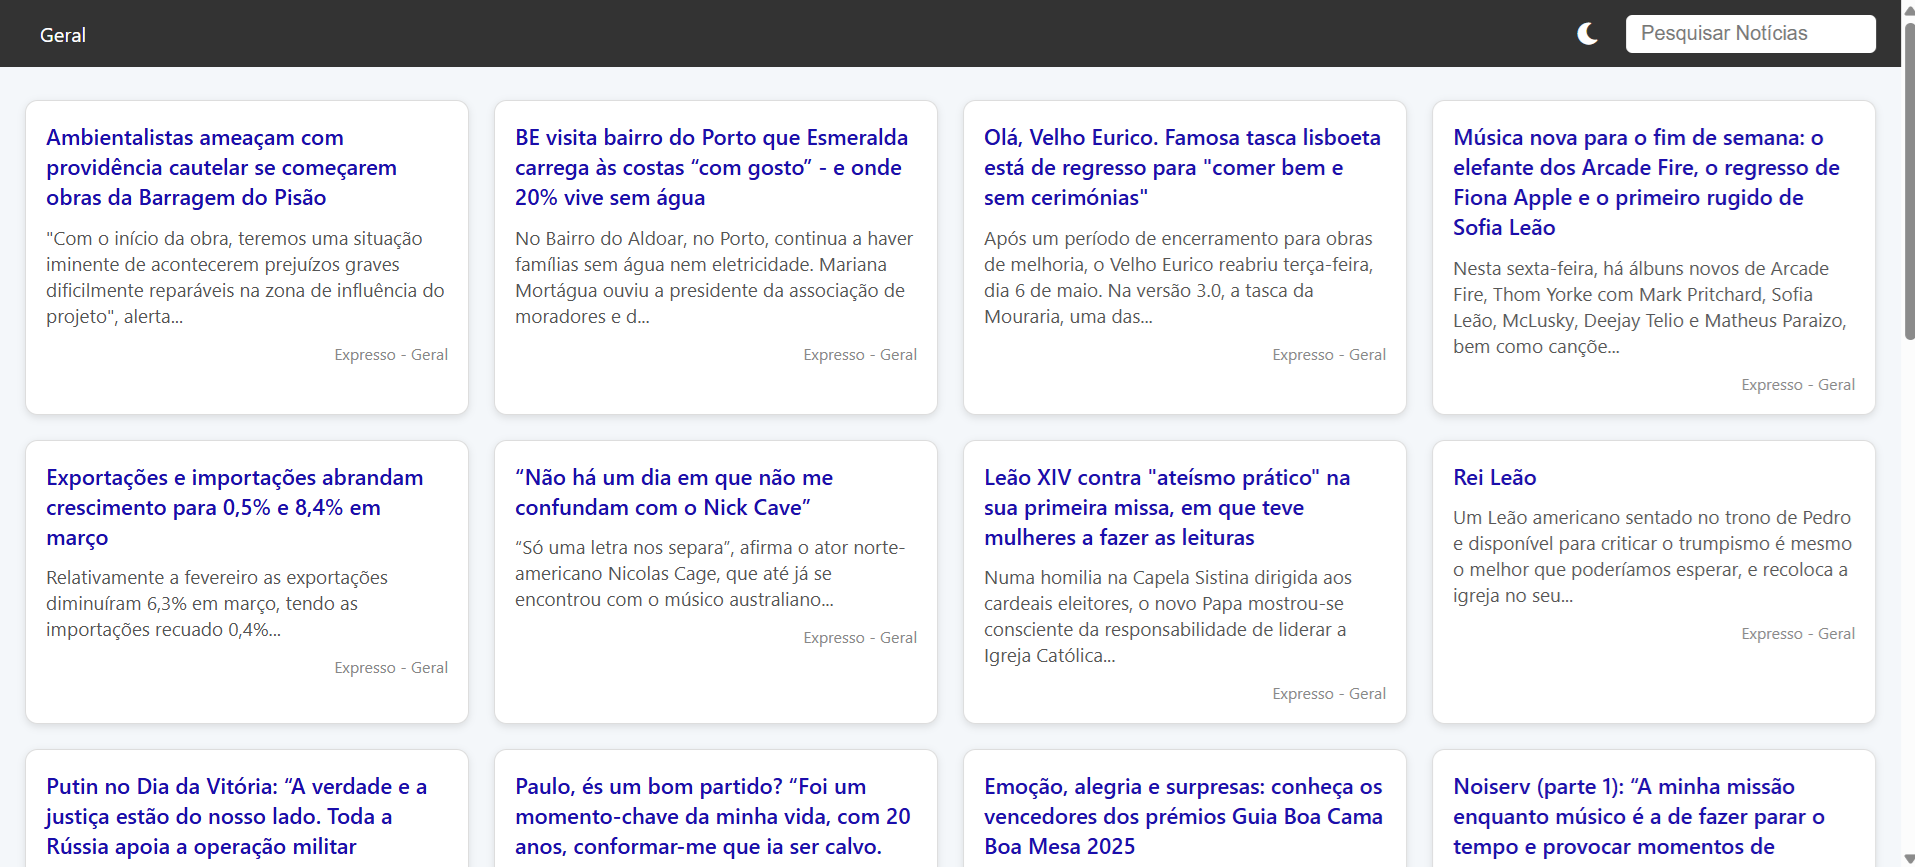 Geral
Pesquisar Notícias
Ambientalistas ameaçam com
providência cautelar se começarem
obras da Barragem do Pisão
"Com o início da obra, teremos uma situação
iminente de acontecerem prejuízos graves
dificilmente reparáveis na zona de influência do
projeto", alerta...
Expresso - Geral
BE visita bairro do Porto que Esmeralda
carrega às costas “com gosto” - e onde
20% vive sem água
No Bairro do Aldoar, no Porto, continua a haver
famílias sem água nem eletricidade. Mariana
Mortágua ouviu a presidente da associação de
moradores e d...
Expresso - Geral
Olá, Velho Eurico. Famosa tasca lisboeta
está de regresso para "comer bem e
sem cerimónias"
Após um período de encerramento para obras
de melhoria, o Velho Eurico reabriu terça-feira,
dia 6 de maio. Na versão 3.0, a tasca da
Mouraria, uma das...
Expresso - Geral
Música nova para o fim de semana: o
elefante dos Arcade Fire, o regresso de
Fiona Apple e o primeiro rugido de
Sofia Leão
Nesta sexta-feira, há álbuns novos de Arcade
Fire, Thom Yorke com Mark Pritchard, Sofia
Leão, McLusky, Deejay Telio e Matheus Paraizo,
bem como cançõe...
Expresso - Geral
Exportações e importações abrandam
crescimento para 0,5% e 8,4% em
março
Relativamente a fevereiro as exportações
diminuíram 6,3% em março, tendo as
importações recuado 0,4%...
Expresso - Geral
“Não há um dia em que não me
confundam com o Nick Cave”
“Só uma letra nos separa”, afirma o ator norte-
americano Nicolas Cage, que até já se
encontrou com o músico australiano...
Expresso - Geral
Leão XIV contra "ateísmo prático" na
sua primeira missa, em que teve
mulheres a fazer as leituras
Numa homilia na Capela Sistina dirigida aos
cardeais eleitores, o novo Papa mostrou-se
consciente da responsabilidade de liderar a
Igreja Católica...
Expresso - Geral
Rei Leão
Um Leão americano sentado no trono de Pedro
e disponível para criticar o trumpismo é mesmo
o melhor que poderíamos esperar, e recoloca a
igreja no seu...
Expresso - Geral
Putin no Dia da Vitória: “A verdade e a
justiça estão do nosso lado. Toda a
Rússia apoia a operação militar
Paulo, és um bom partido? “Foi um
momento-chave da minha vida, com 20
anos, conformar-me que ia ser calvo.
Emoção, alegria e surpresas: conheça os
vencedores dos prémios Guia Boa Cama
Boa Mesa 2025
Noiserv (parte 1): “A minha missão
enquanto músico é a de fazer parar o
tempo e provocar momentos de